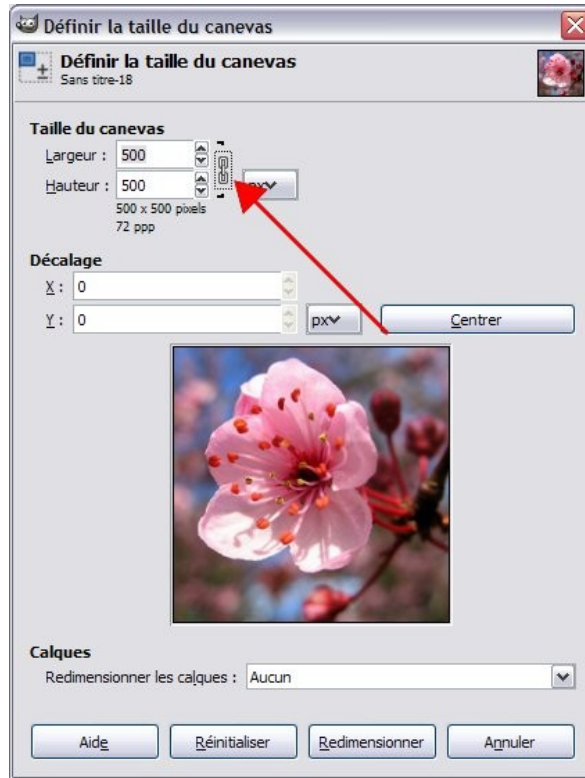 Définir la taille du canevas
Définir la taille du canevas
Sans titre-18
Taille du canevas
Largeur : 500
Hauteur : 500 px
500 x 500 pixels
72 ppp
Décalage
X : 0
Y : 0 px Centrer
Calques
Redimensionner les calques : Aucun
Aide Réinitialiser Redimensionner Annuler